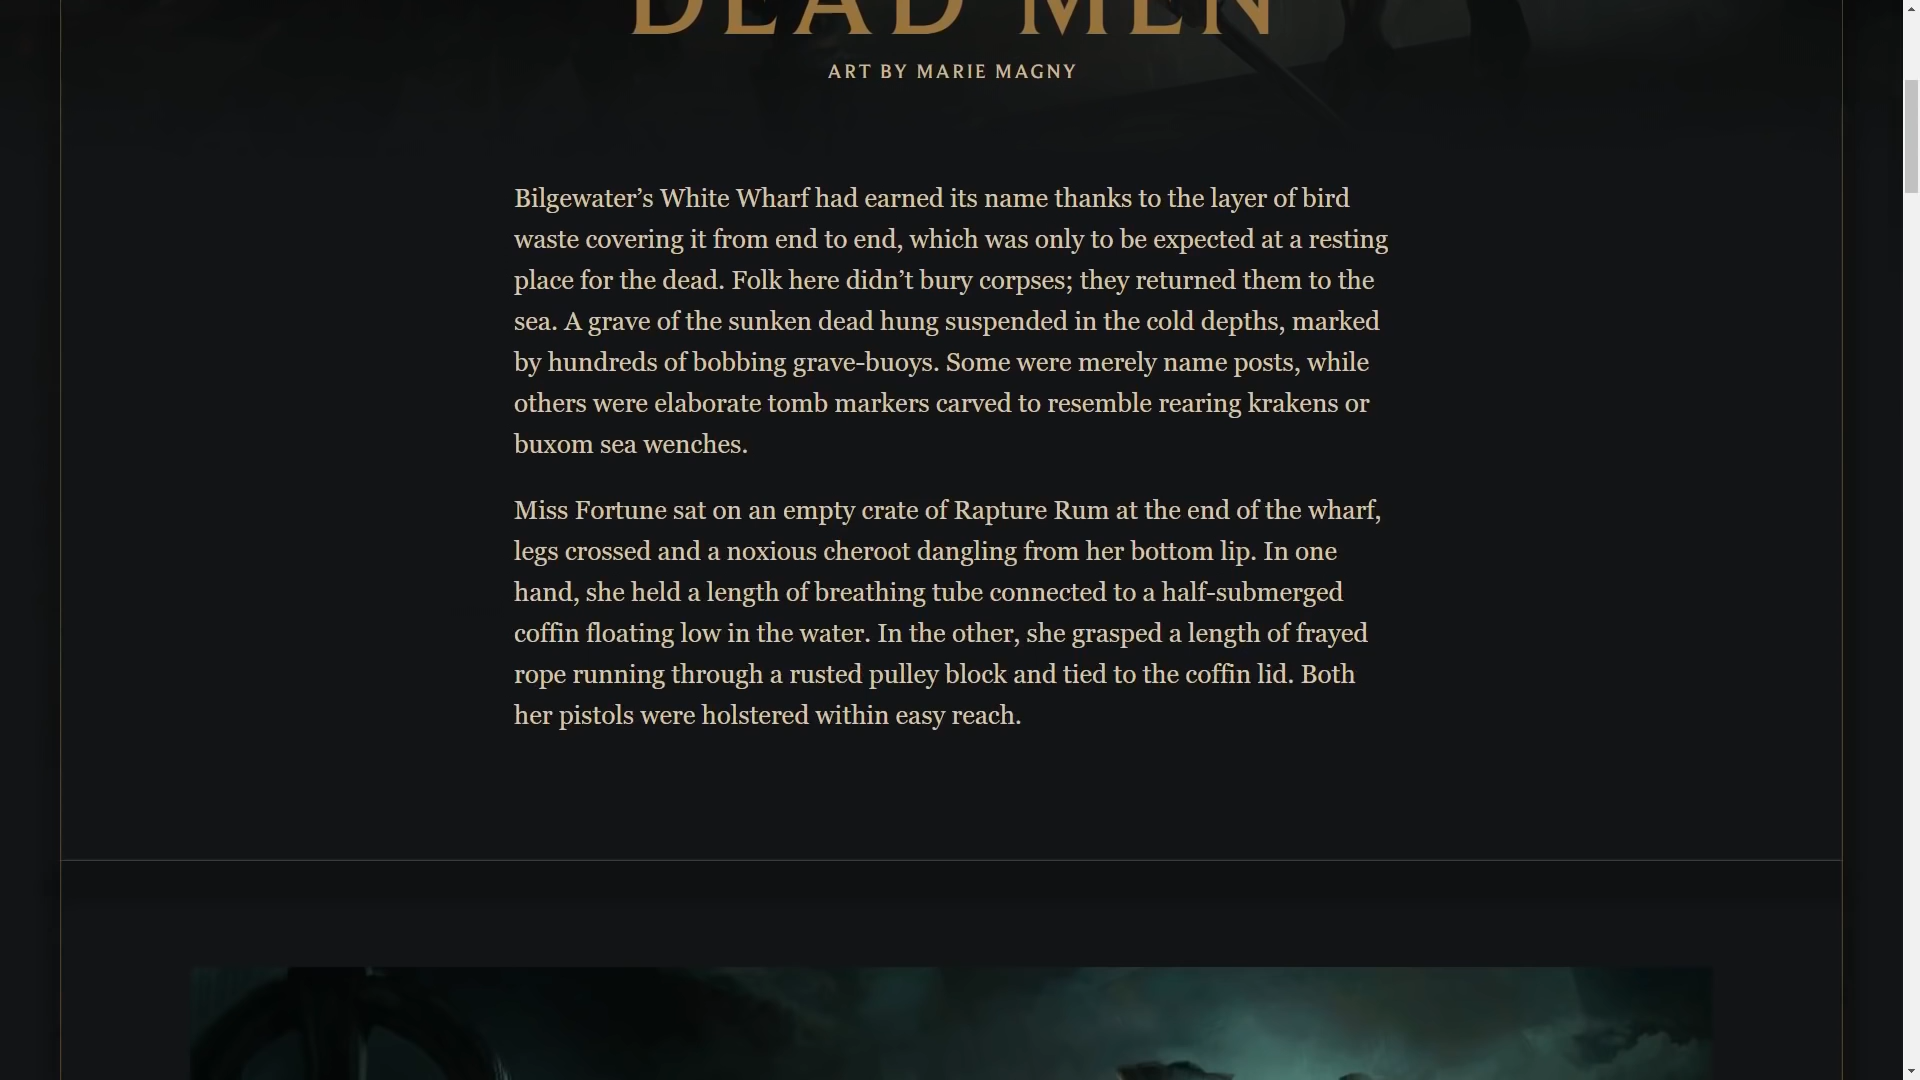 DEAD MEN
ART BY MARIE MAGNY
Bilgewater’s White Wharf had earned its name thanks to the layer of bird
waste covering it from end to end, which was only to be expected at a resting
place for the dead. Folk here didn’t bury corpses; they returned them to the
sea. A grave of the sunken dead hung suspended in the cold depths, marked
by hundreds of bobbing grave-buoys. Some were merely name posts, while
others were elaborate tomb markers carved to resemble rearing krakens or
buxom sea wenches.
Miss Fortune sat on an empty crate of Rapture Rum at the end of the wharf,
legs crossed and a noxious cheroot dangling from her bottom lip. In one
hand, she held a length of breathing tube connected to a half-submerged
coffin floating low in the water. In the other, she grasped a length of frayed
rope running through a rusted pulley block and tied to the coffin lid. Both
her pistols were holstered within easy reach.